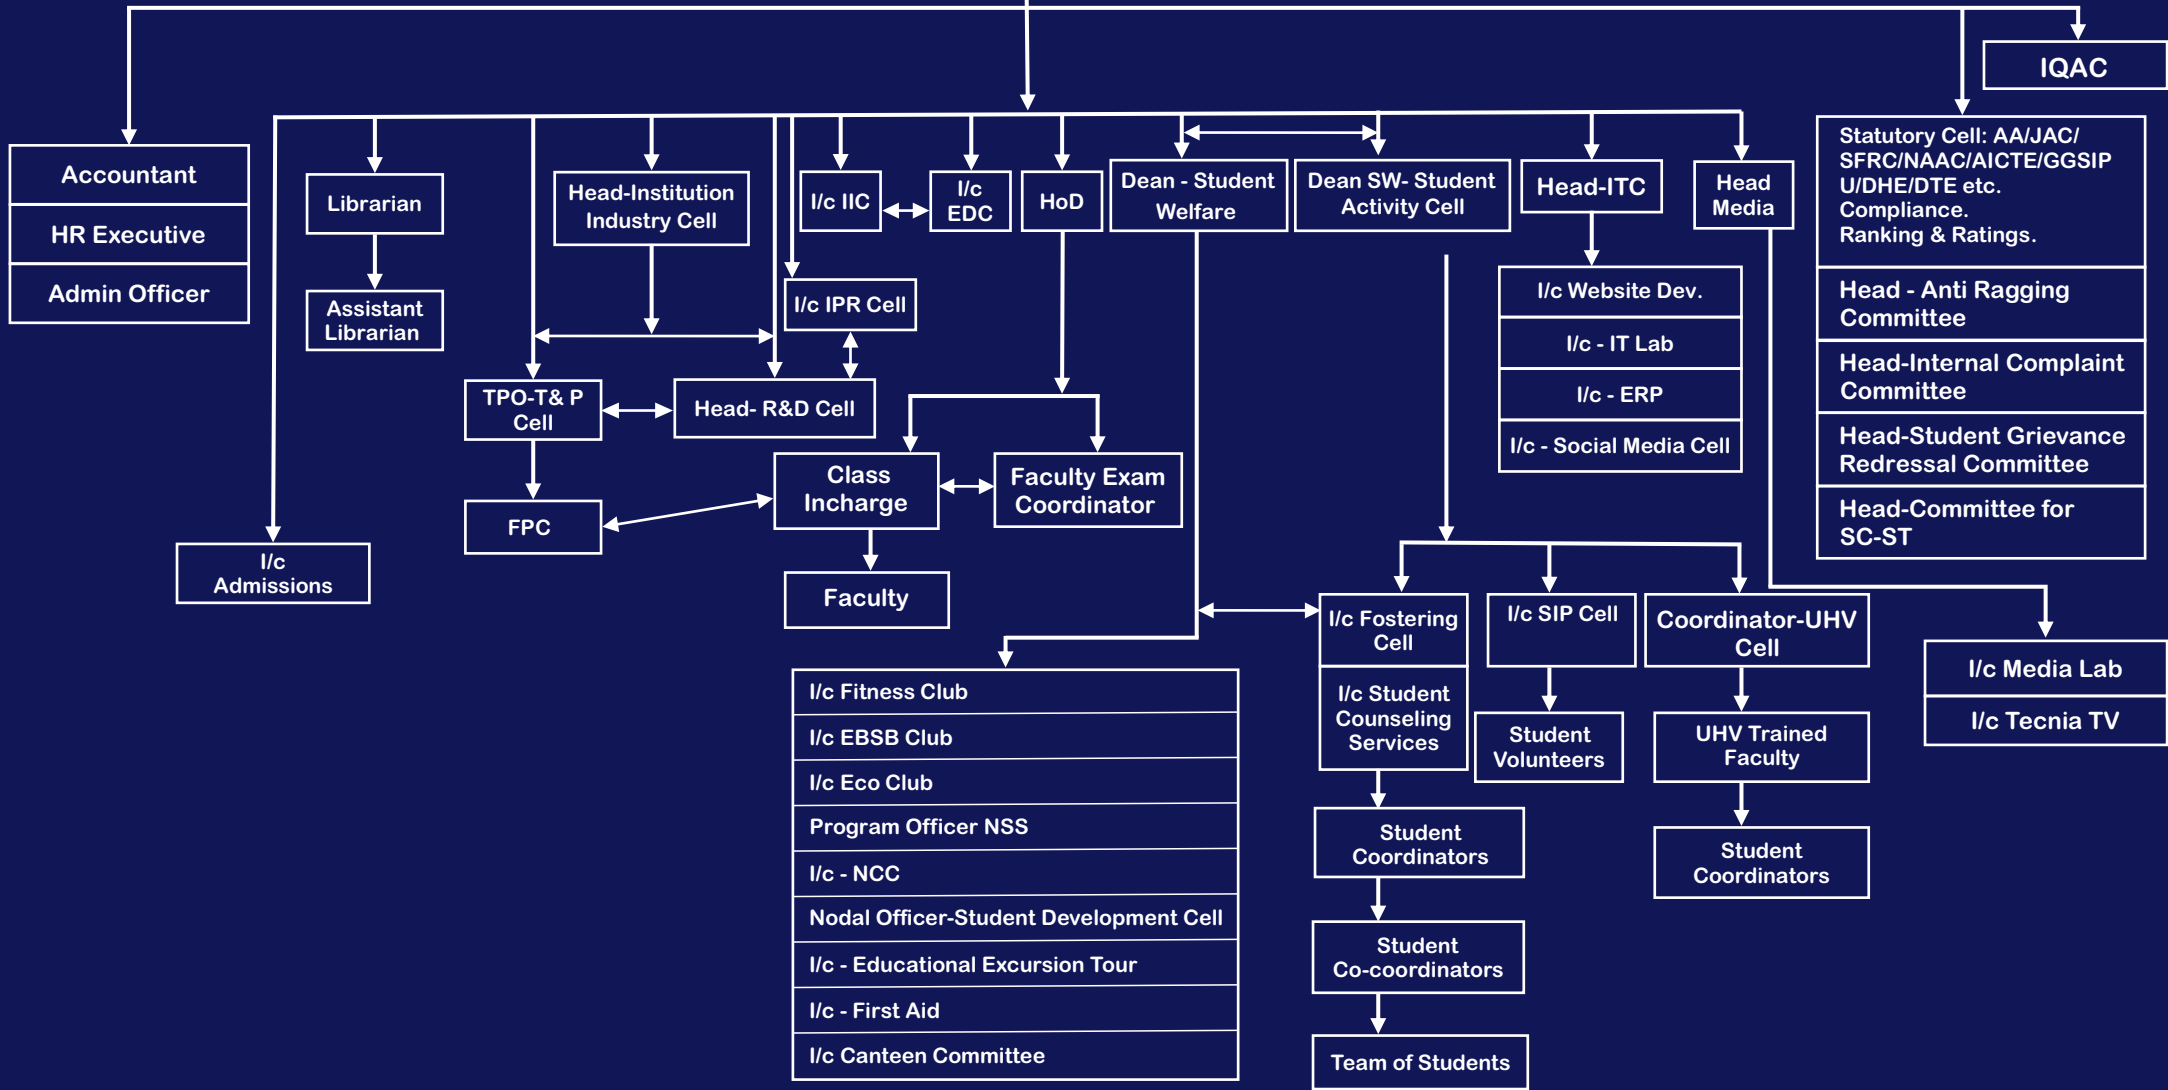 IQAC
Accountant
HR Executive
Admin Officer
Librarian
Assistant
Librarian
Head-Institution
Industry Cell
I/c IIC
I/c
EDC
HoD
Dean - Student
Welfare
Dean SW- Student
Activity Cell
Head-ITC
Head
Media
Statutory Cell: AA/JAC/
SFRC/NAAC/AICTE/GGSIP
U/DHE/DTE etc.
Compliance.
Ranking & Ratings.
Head - Anti Ragging
Committee
Head-Internal Complaint
Committee
Head-Student Grievance
Redressal Committee
Head-Committee for
SC-ST
I/c IPR Cell
I/c Website Dev.
I/c - IT Lab
I/c - ERP
I/c - Social Media Cell
TPO-T& P
Cell
Head- R&D Cell
Class
Incharge
Faculty Exam
Coordinator
FPC
I/c
Admissions
Faculty
I/c Fostering
Cell
I/c Student
Counseling
Services
I/c SIP Cell
Student
Volunteers
Coordinator-UHV
Cell
UHV Trained
Faculty
Student
Coordinators
I/c Media Lab
I/c Tecnia TV
I/c Fitness Club
I/c EBSB Club
I/c Eco Club
Program Officer NSS
I/c - NCC
Nodal Officer-Student Development Cell
I/c - Educational Excursion Tour
I/c - First Aid
I/c Canteen Committee
Student
Coordinators
Student
Co-coordinators
Team of Students